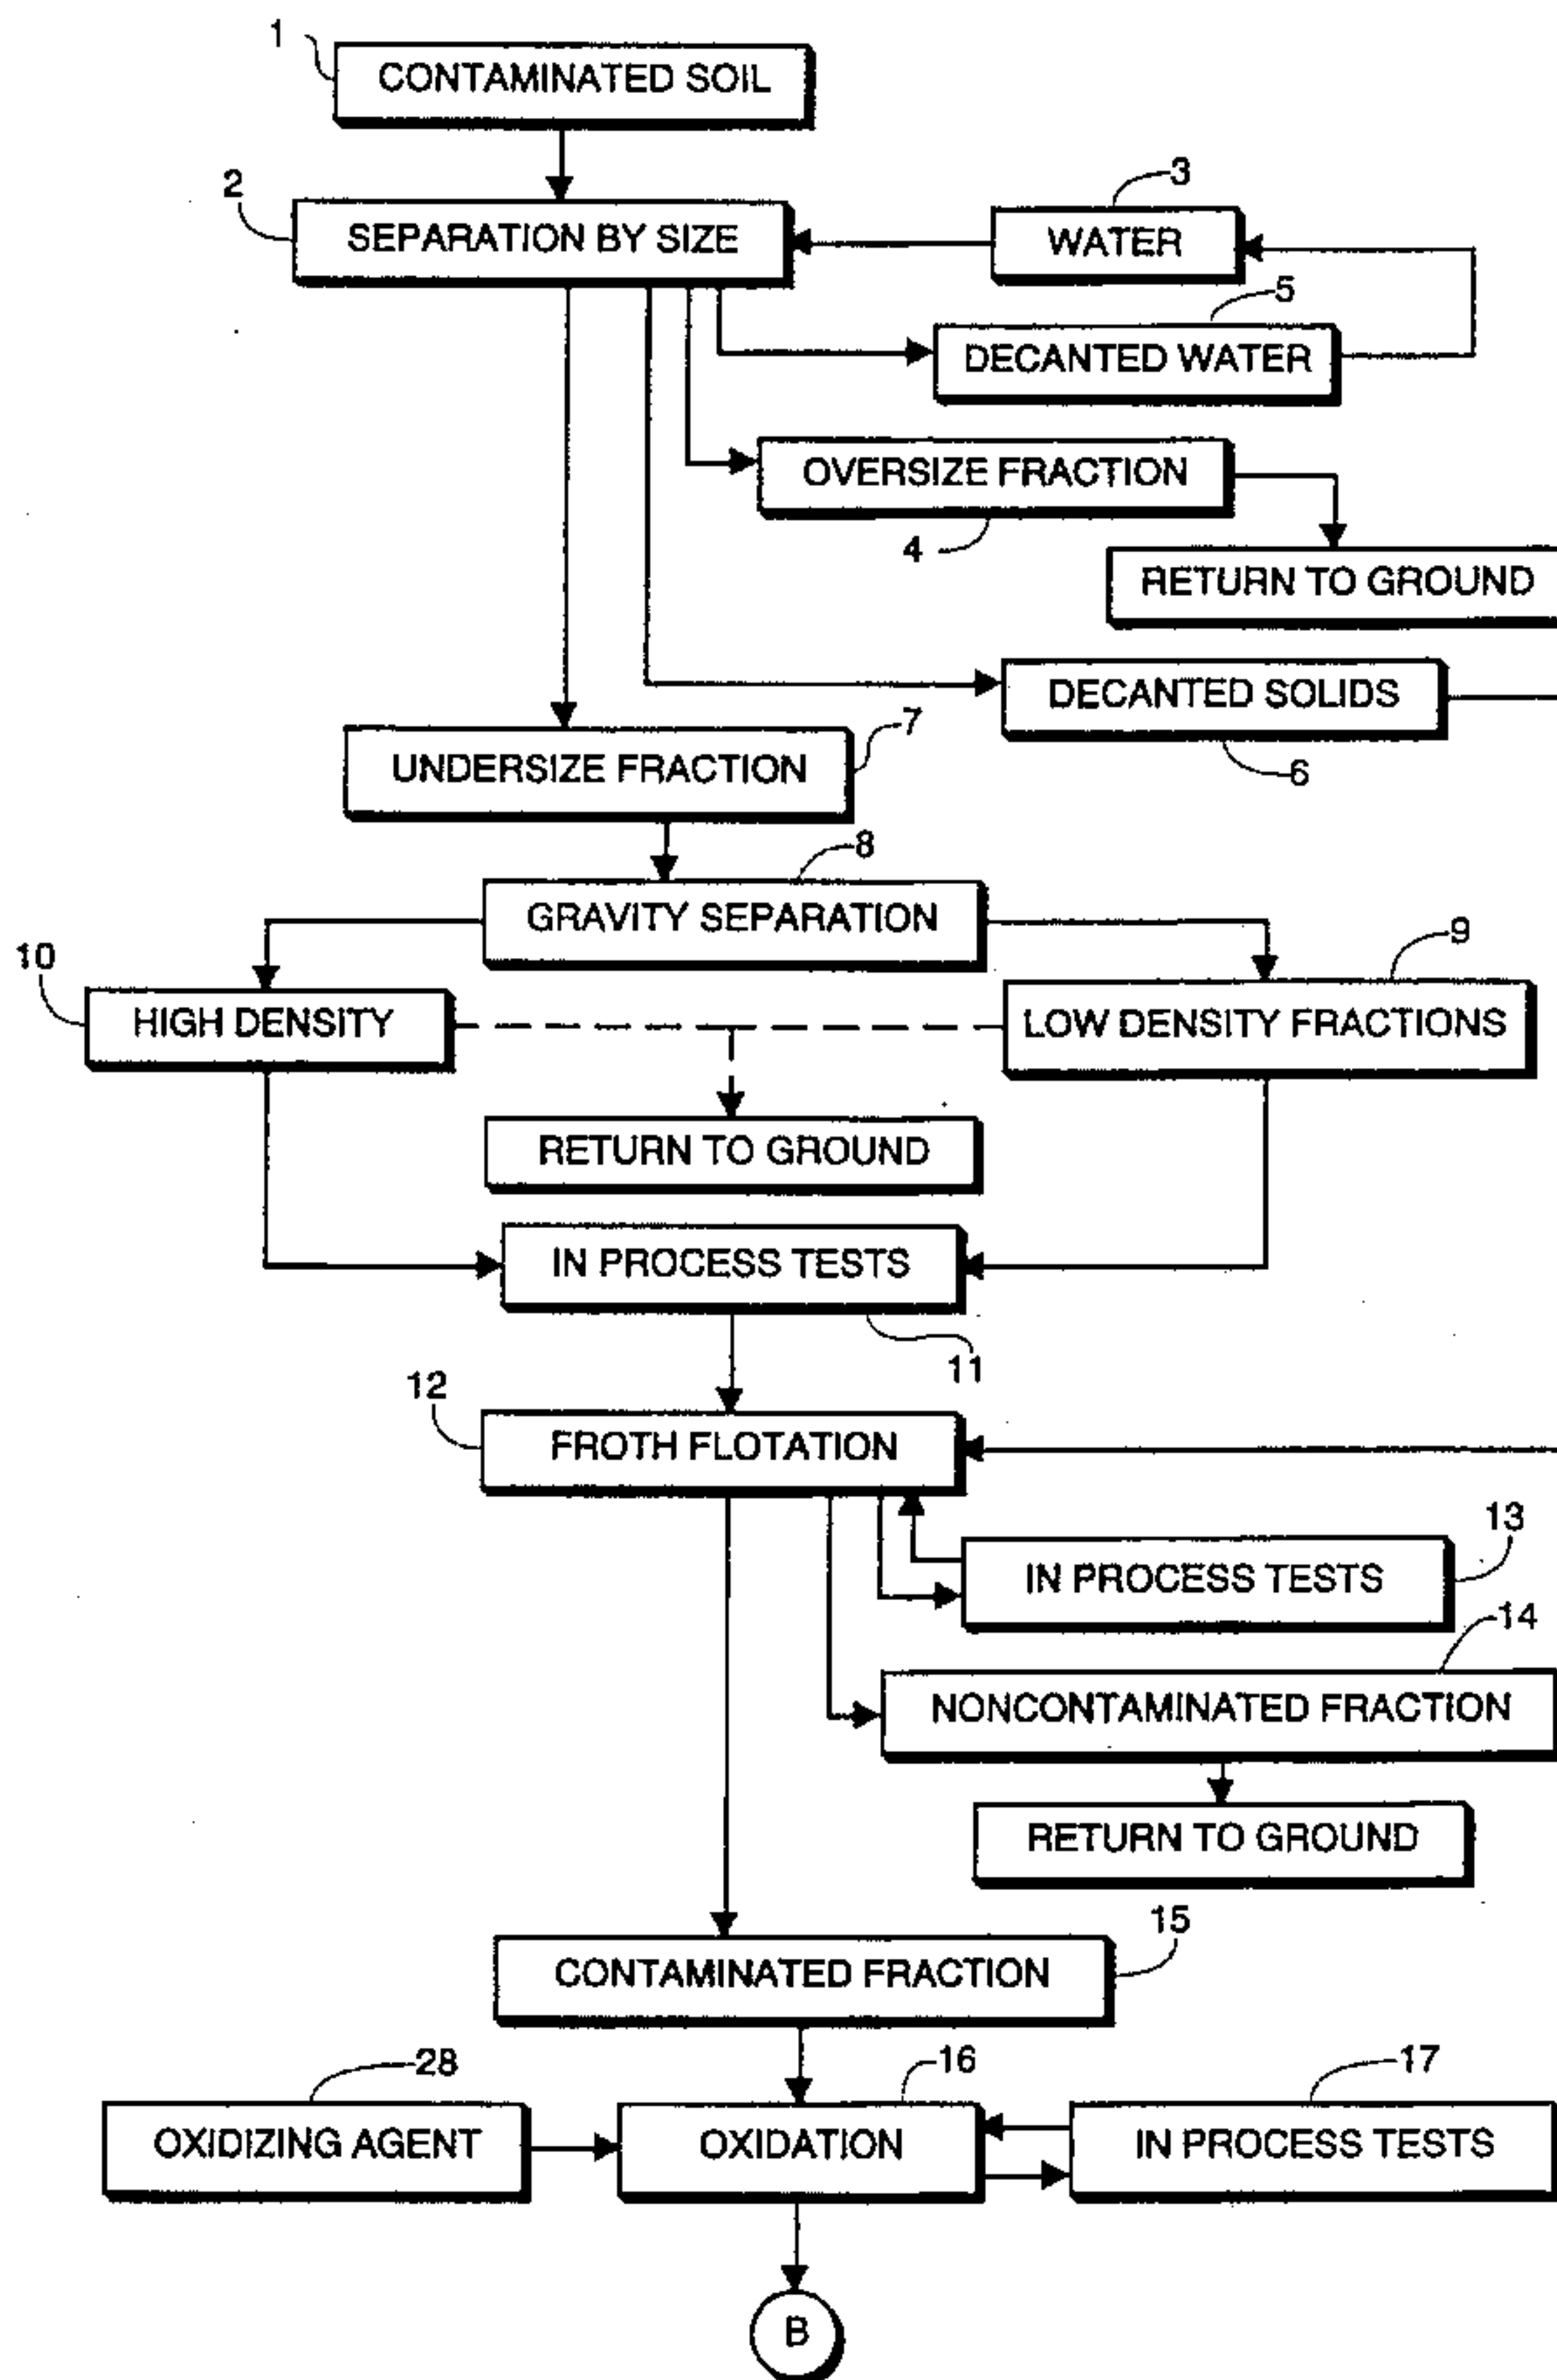 1
CONTAMINATED SOIL
2
3
SEPARATION BY SIZE
WATER
5
DECANTED WATER
OVERSIZE FRACTION
4
RETURN TO GROUND
DECANTED SOLIDS
7
UNDERSIZE FRACTION
6
8
GRAVITY SEPARATION
10
9
HIGH DENSITY
LOW DENSITY FRACTIONS
RETURN TO GROUND
IN PROCESS TESTS
11
12
FROTH FLOTATION
13
IN PROCESS TESTS
14
NONCONTAMINATED FRACTION
RETURN TO GROUND
15
CONTAMINATED FRACTION
28
16
17
OXIDIZING AGENT
OXIDATION
IN PROCESS TESTS
B